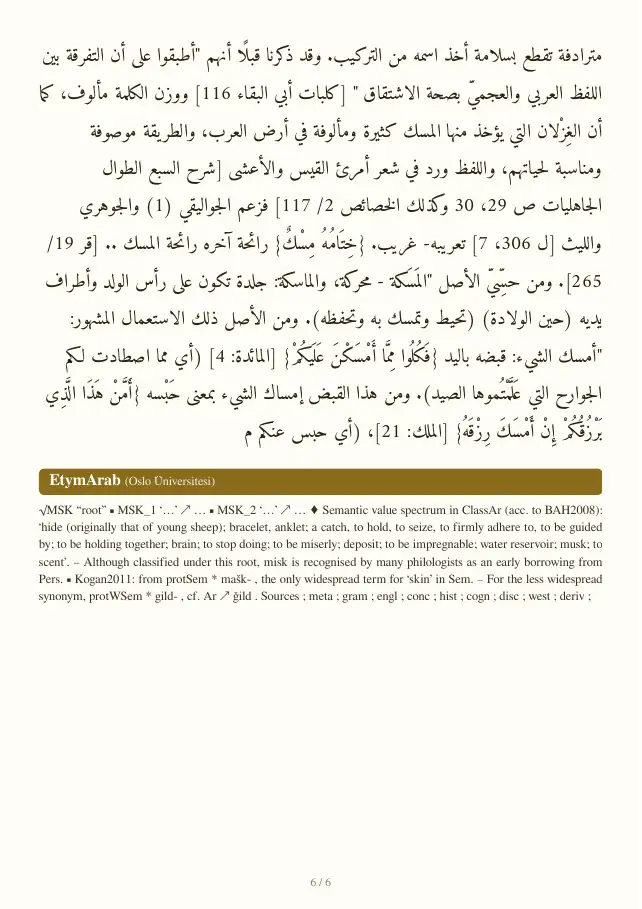 مترادفة تقطع بسلامة أخذ اسمه من التركيب. وقد ذكرنا قبلًا أنهم "أطبقوا على أن التفرقة بين
اللفظ العربي والعجميّ بصحة الاشتقاق " [كلبات أبي البقاء 116] ووزن الكلمة مألوف، كما
أن الغِزْلان التي يؤخذ منها المسك كثيرة ومألوفة في أرض العرب، والطريقة موصوفة
ومناسبة لحياتهم، واللفظ ورد في شعر أمرئ القيس والأعشى [شرح السبع الطوال
الجاهليات ص 29، 30 وكذلك الخصائص 2/ 117] فزعم الجواليقي (1) والجوهري
والليث [ل 306، 7] تعريبه- غريب. {خِتَامُهُ مِسْكٌ} رائحة آخره رائحة المسك .. [قر 19/
265]. ومن حسِّيّ الأصل "المَسَكة - محركة، والماسكة: جلدة تكون على رأس الولد وأطراف
يديه (حين الولادة) (تحيط وتمسك به وتحفظه). ومن الأصل ذلك الاستعمال المشهور:
"أمسك الشيء: قبضه باليد {فَكُلُوا مِمَّا أَمْسَكْنَ عَلَيْكُمْ} [المائدة: 4] (أي مما اصطادت لكم
الجوارح التي عَلَّمْتُموها الصيد). ومن هذا القبض إمساك الشيء بمعنى حَبْسه {أَمَّنْ هَذَا الَّذِي
يَرْزُقُكُمْ إِنْ أَمْسَكَ رِزْقَهُ} [الملك: 21]، (أي حبس عنكم م
EtymArab (Oslo Üniversitesi)
√MSK “root” ▪ MSK_1 ‘…’ ↗ … ▪ MSK_2 ‘…’ ↗ … ♦ Semantic value spectrum in ClassAr (acc. to BAH2008):
‘hide (originally that of young sheep); bracelet, anklet; a catch, to hold, to seize, to firmly adhere to, to be guided
by; to be holding together; brain; to stop doing; to be miserly; deposit; to be impregnable; water reservoir; musk; to
scent’. – Although classified under this root, misk is recognised by many philologists as an early borrowing from
Pers. ▪ Kogan2011: from protSem * mašk- , the only widespread term for ‘skin’ in Sem. – For the less widespread
synonym, protWSem * gild- , cf. Ar ↗ ǧild . Sources ; meta ; gram ; engl ; conc ; hist ; cogn ; disc ; west ; deriv ;
6 / 6